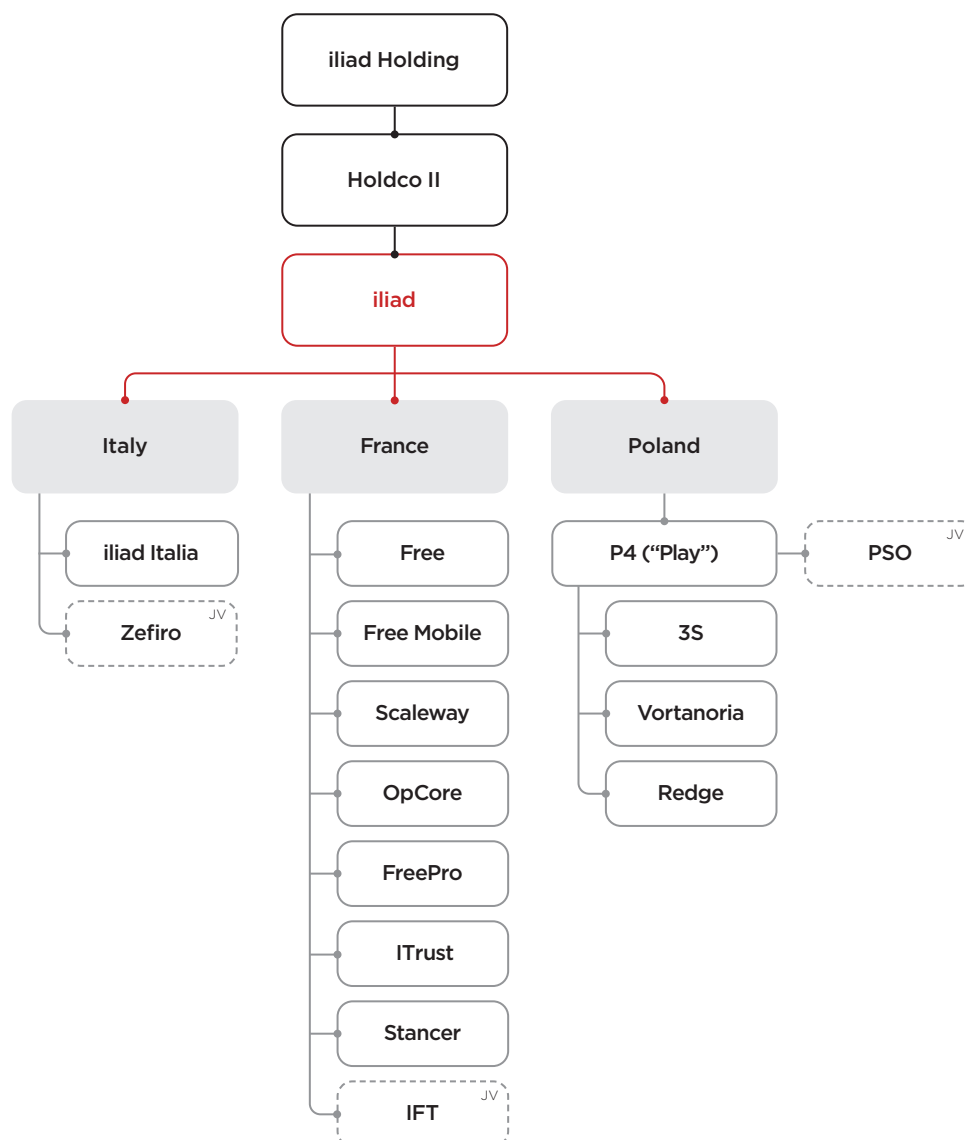 iliad Holding
Holdco II
iliad
Italy
France
Poland
iliad Italia
Zefiro
JV
Free
Free Mobile
Scaleway
OpCore
FreePro
ITrust
Stancer
IFT
JV
P4 (“Play”)
PSO
JV
3S
Vortanoria
Redge